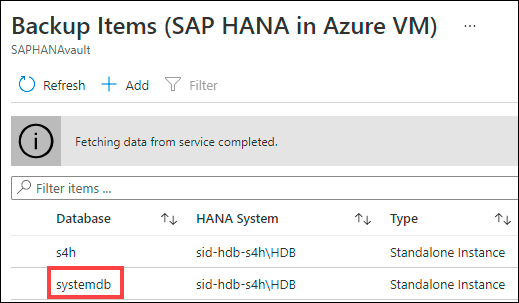 Backup Items (SAP HANA in Azure VM) ...
SAPHANAvault
Refresh Add Filter
Fetching data from service completed.
Filter items ...
Database HANA System Type
s4h sid-hdb-s4h\HDB Standalone Instance
systemdb sid-hdb-s4h\HDB Standalone Instance